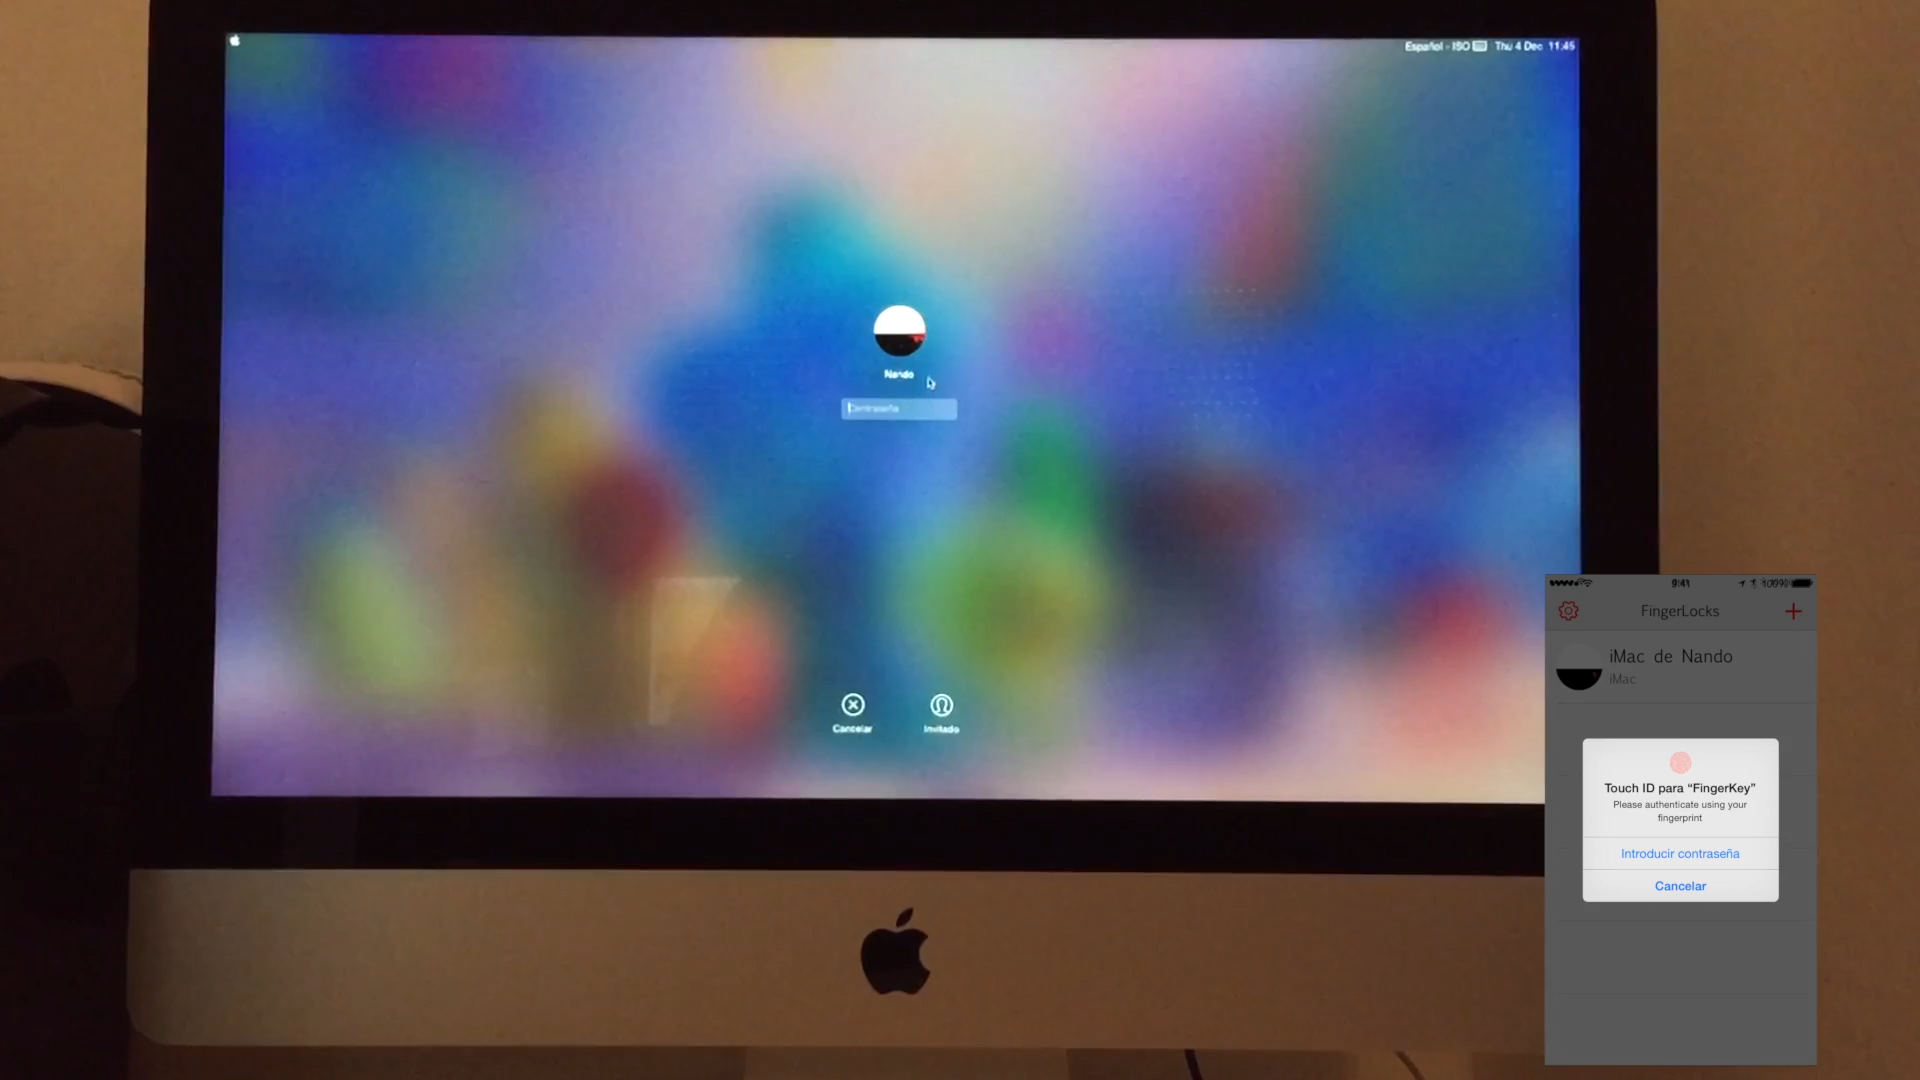 Español - ISO Thu 4 Dec 11:45
Nando
Contraseña
Cancelar
Invitado
9:41 100%
FingerLocks
iMac de Nando
iMac
Touch ID para “FingerKey”
Please authenticate using your
fingerprint
Introducir contraseña
Cancelar